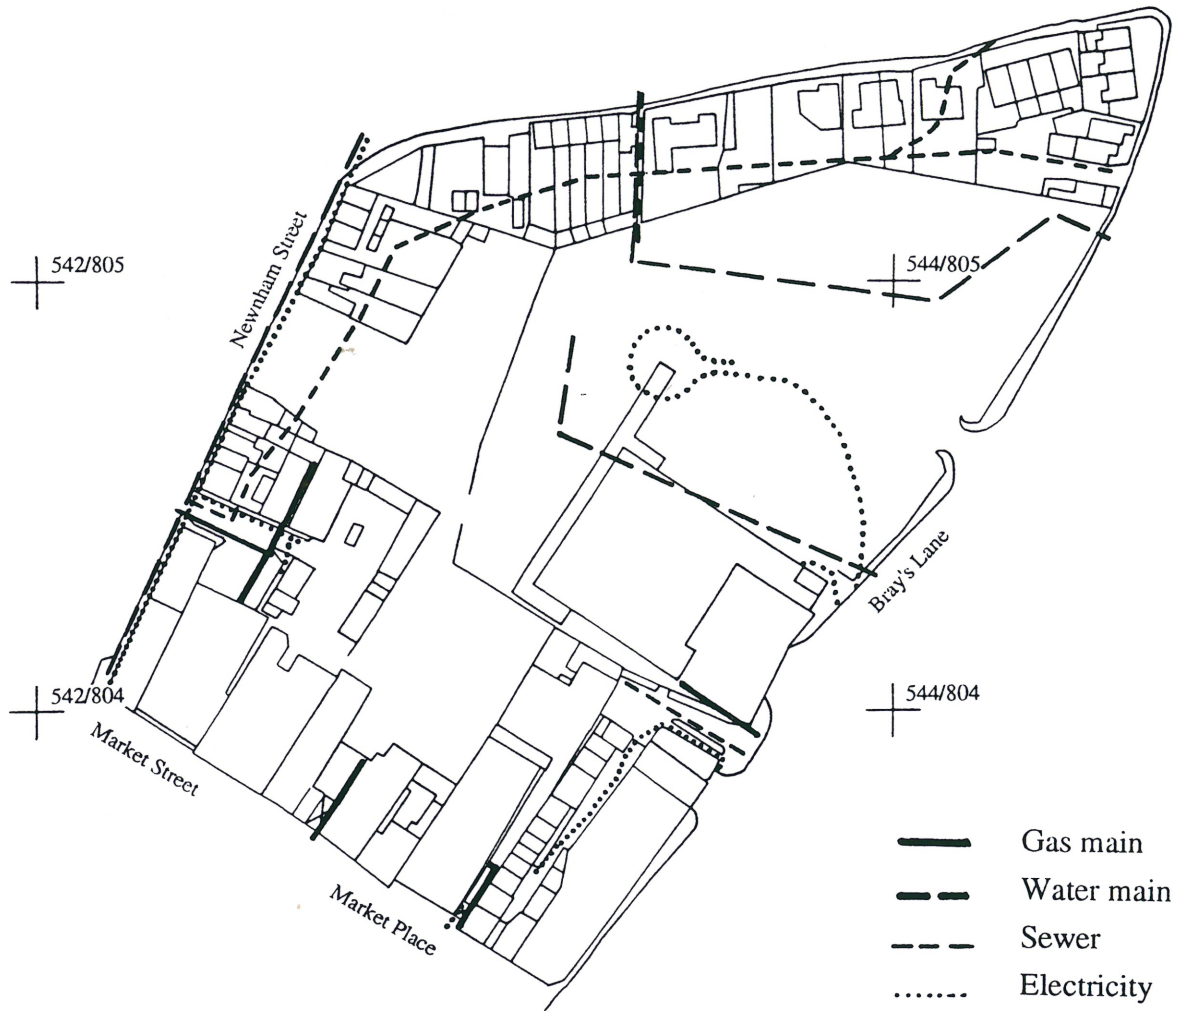 542/805
544/805
Newnham Street
Bray's Lane
542/804
544/804
Market Street
Market Place
Gas main
Water main
Sewer
Electricity